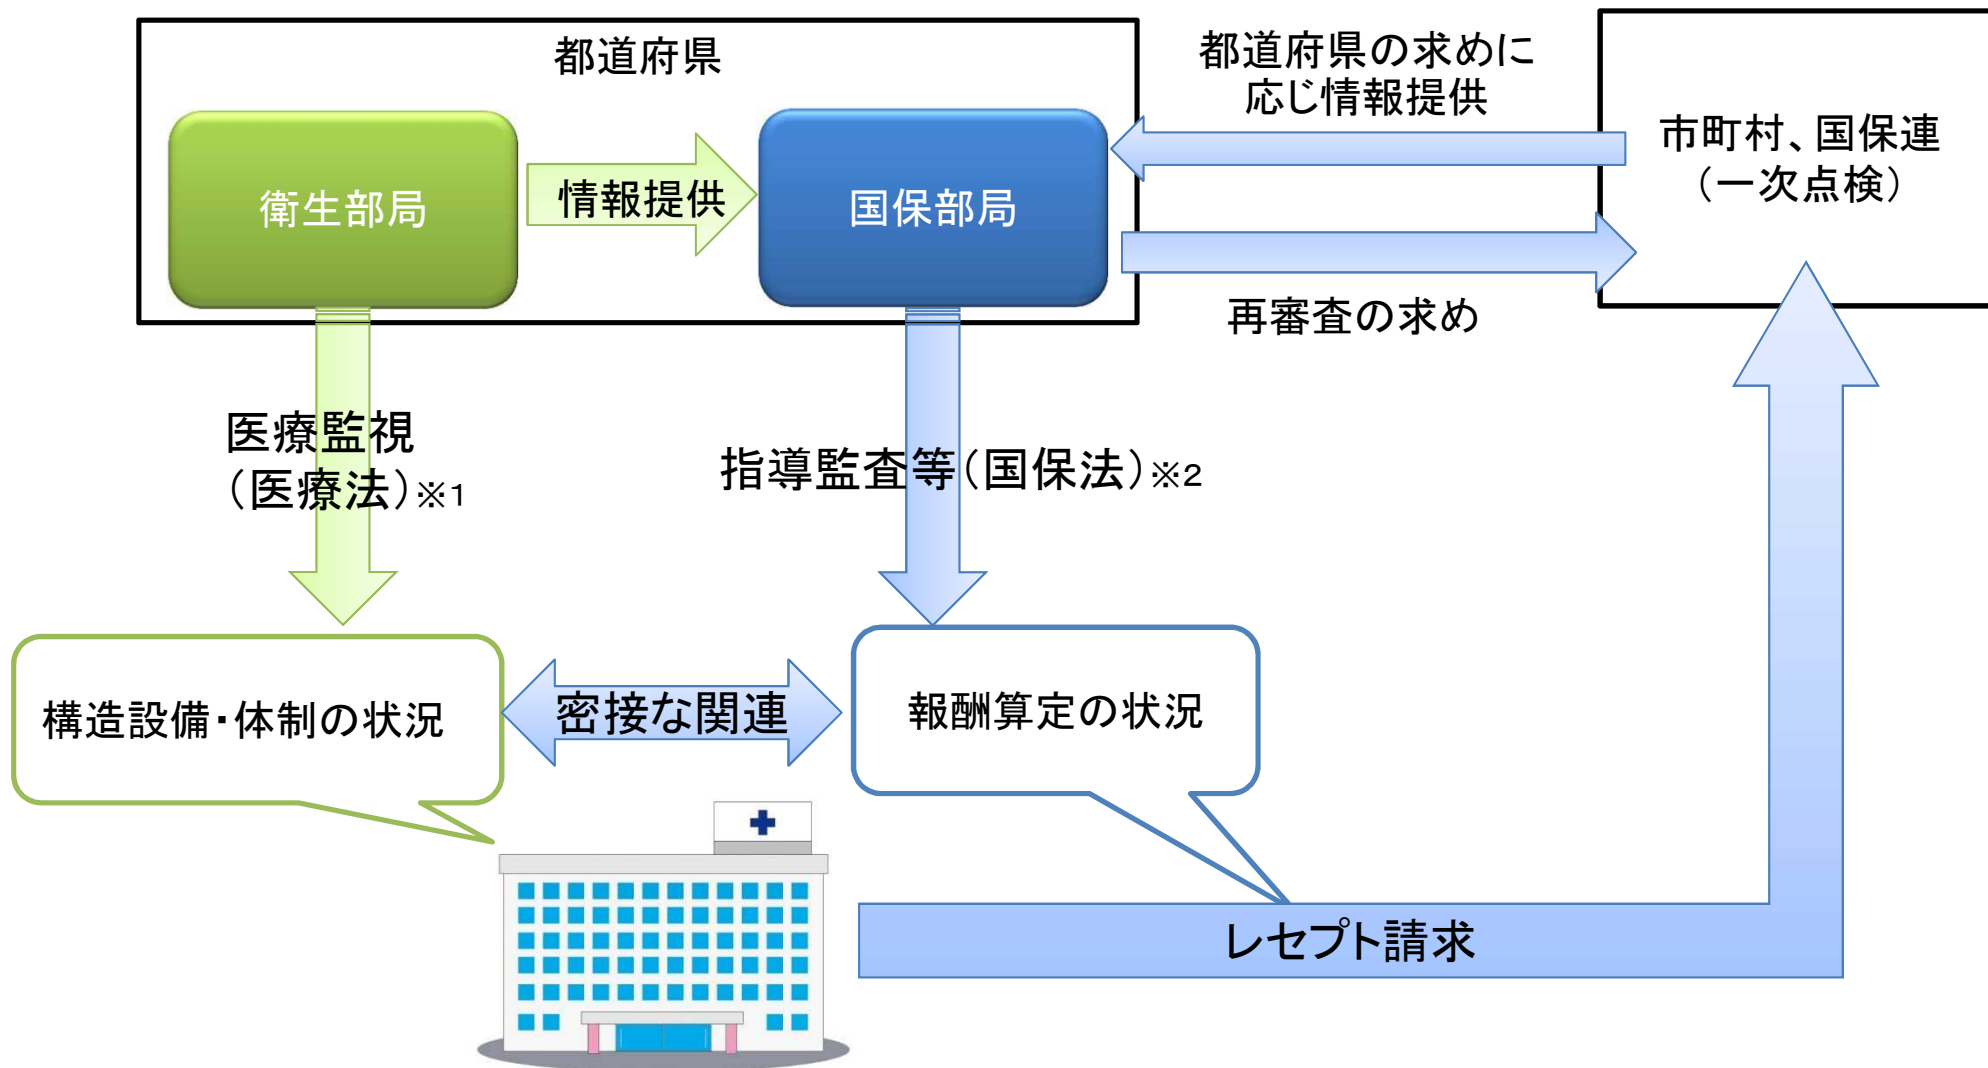 都道府県
都道府県の求めに
応じ情報提供
市町村、国保連
（一次点検）
衛生部局
情報提供
国保部局
再審査の求め
医療監視
（医療法）※1
指導監査等（国保法）※2
構造設備・体制の状況
密接な関連
報酬算定の状況
レセプト請求